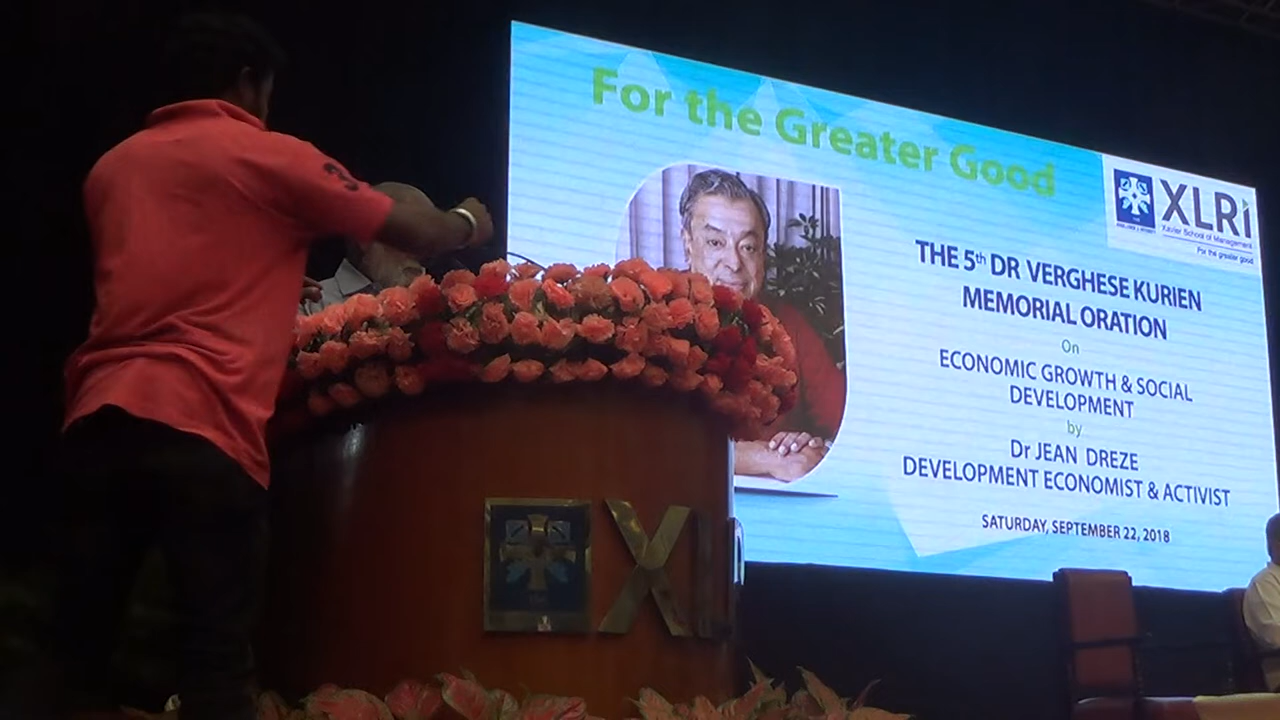 For the Greater Good
XLRI
Xavier School of Management
For the greater good
THE 5th DR VERGHESE KURIEN
MEMORIAL ORATION
On
ECONOMIC GROWTH & SOCIAL
DEVELOPMENT
by
Dr JEAN DREZE
DEVELOPMENT ECONOMIST & ACTIVIST
SATURDAY, SEPTEMBER 22, 2018
3
XL